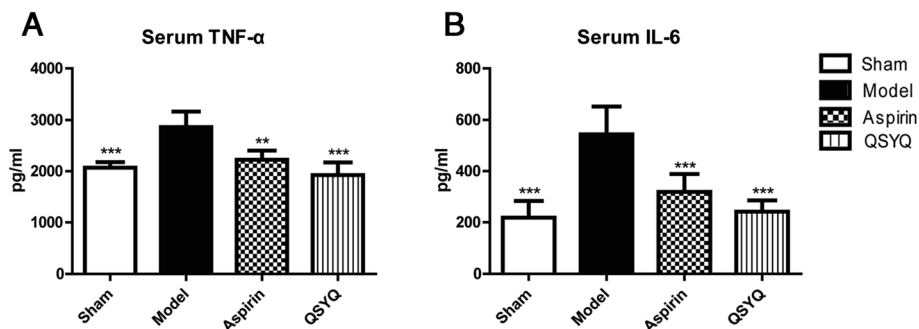 A
Serum TNF-α
pg/ml
4000
3000
2000
1000
0
***
**
***
Sham
Model
Aspirin
QSYQ
B
Serum IL-6
pg/ml
800
600
400
200
0
***
***
***
Sham
Model
Aspirin
QSYQ
Sham
Model
Aspirin
QSYQ